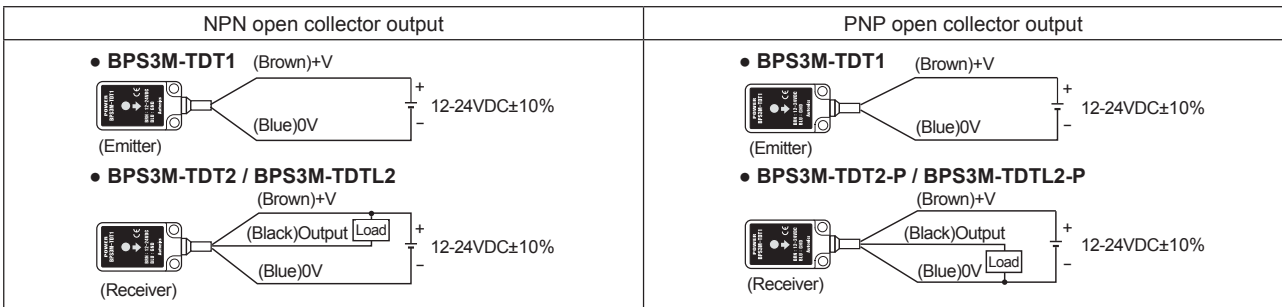 NPN open collector output
● BPS3M-TDT1
(Brown)+V
+
12-24VDC±10%
−
(Blue)0V
(Emitter)
● BPS3M-TDT2 / BPS3M-TDTL2
(Brown)+V
(Black)Output
Load
+
12-24VDC±10%
−
(Blue)0V
(Receiver)
PNP open collector output
● BPS3M-TDT1
(Brown)+V
+
12-24VDC±10%
−
(Blue)0V
(Emitter)
● BPS3M-TDT2-P / BPS3M-TDTL2-P
(Brown)+V
(Black)Output
+
12-24VDC±10%
−
Load
(Blue)0V
(Receiver)